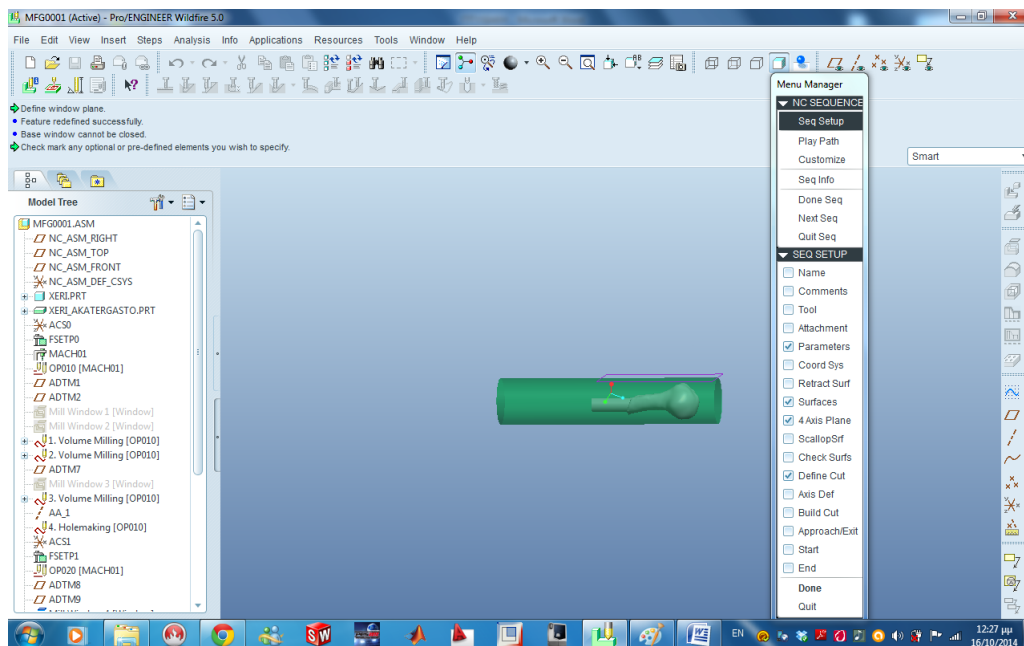 MFG0001 (Active) - Pro/ENGINEER Wildfire 5.0
File Edit View Insert Steps Analysis Info Applications Resources Tools Window Help
Define window plane.
Feature redefined successfully.
Base window cannot be closed.
Check mark any optional or pre-defined elements you wish to specify.
Smart
Model Tree
MFG0001.ASM
NC_ASM_RIGHT
NC_ASM_TOP
NC_ASM_FRONT
NC_ASM_DEF_CSYS
XERI.PRT
XERI_AKATERGASTO.PRT
ACS0
FSETP0
MACH01
OP010 [MACH01]
ADTM1
ADTM2
Mill Window 1 [Window]
Mill Window 2 [Window]
1. Volume Milling [OP010]
2. Volume Milling [OP010]
ADTM7
Mill Window 3 [Window]
3. Volume Milling [OP010]
AA_1
4. Holemaking [OP010]
ACS1
FSETP1
OP020 [MACH01]
ADTM8
ADTM9
Menu Manager
NC SEQUENCE
Seq Setup
Play Path
Customize
Seq Info
Done Seq
Next Seq
Quit Seq
SEQ SETUP
Name
Comments
Tool
Attachment
Parameters
Coord Sys
Retract Surf
Surfaces
4 Axis Plane
ScallopSrf
Check Surfs
Define Cut
Axis Def
Build Cut
Approach/Exit
Start
End
Done
Quit
EN
12:27 μμ
16/10/2014